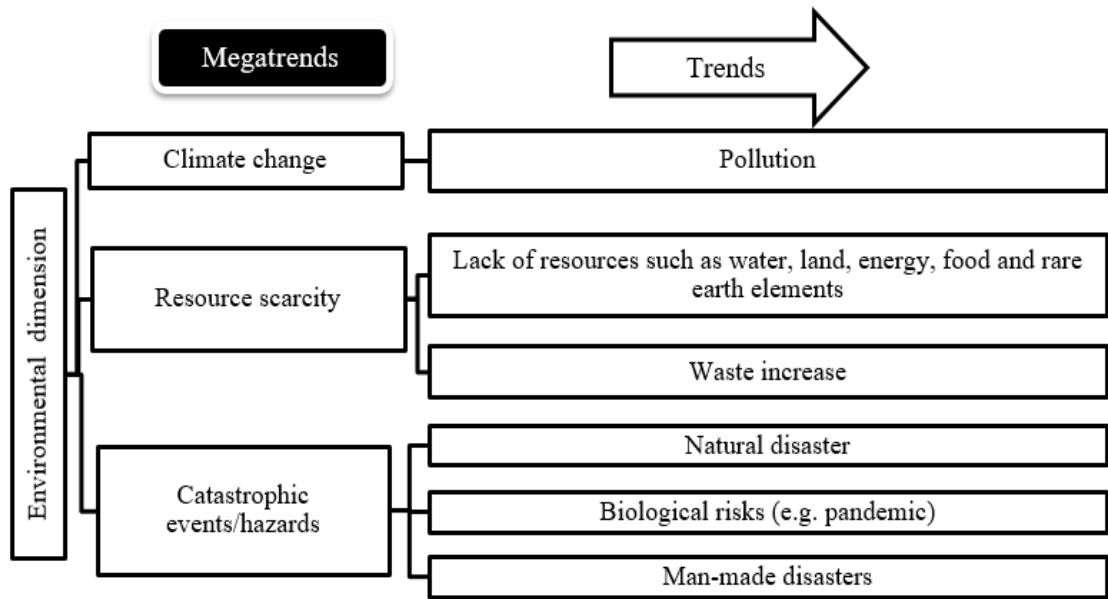 Megatrends
Trends
Environmental dimension
Climate change
Pollution
Resource scarcity
Lack of resources such as water, land, energy, food and rare
earth elements
Waste increase
Catastrophic
events/hazards
Natural disaster
Biological risks (e.g. pandemic)
Man-made disasters